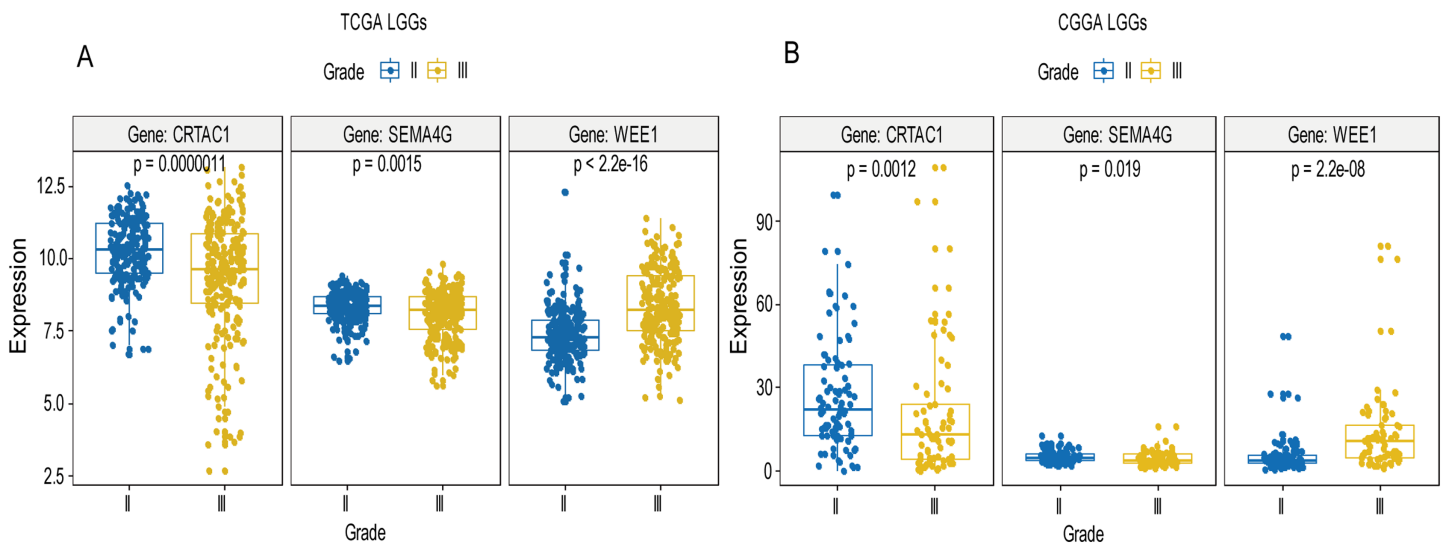 TCGA LGGs
A
Grade II III
Gene: CRTAC1 Gene: SEMA4G Gene: WEE1
p = 0.0000011 p = 0.0015 p < 2.2e-16
12.5
10.0
7.5
5.0
2.5
Expression
II III II III II III
Grade
CGGA LGGs
B
Grade II III
Gene: CRTAC1 Gene: SEMA4G Gene: WEE1
p = 0.0012 p = 0.019 p = 2.2e-08
90
60
30
0
Expression
II III II III II III
Grade